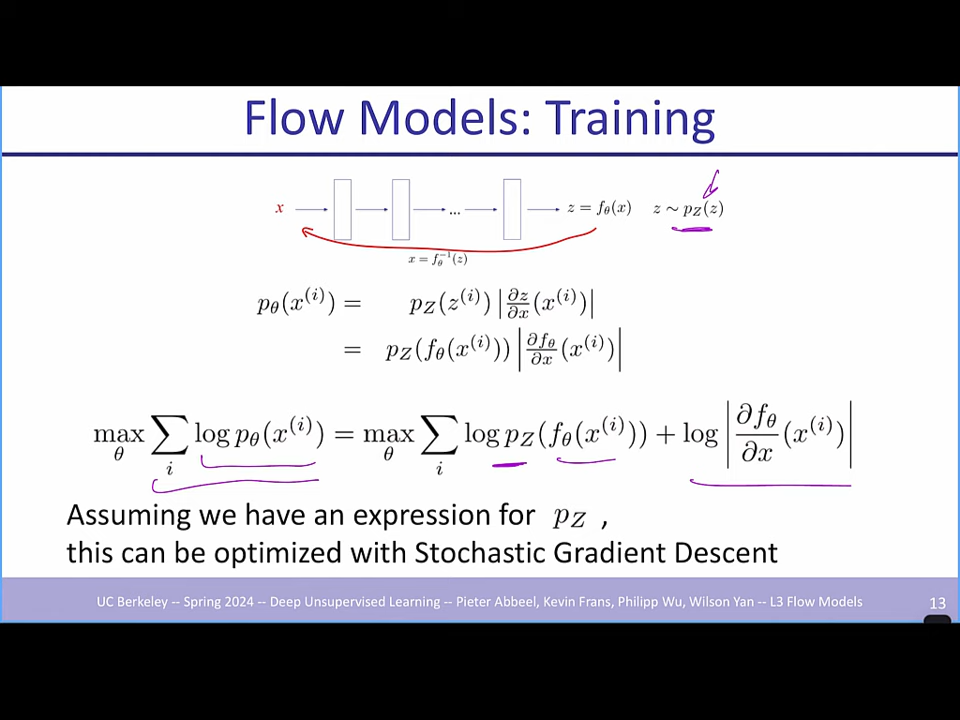 Flow Models: Training
x ... z = f_θ(x) z ∼ p_Z(z)
x = f_θ^{-1}(z)
p_θ(x^{(i)}) = p_Z(z^{(i)}) |∂z/∂x (x^{(i)})|
= p_Z(f_θ(x^{(i)})) |∂f_θ/∂x (x^{(i)})|
max_θ ∑_i log p_θ(x^{(i)}) = max_θ ∑_i log p_Z(f_θ(x^{(i)})) + log |∂f_θ/∂x (x^{(i)})|
Assuming we have an expression for p_Z ,
this can be optimized with Stochastic Gradient Descent
UC Berkeley -- Spring 2024 -- Deep Unsupervised Learning -- Pieter Abbeel, Kevin Frans, Philipp Wu, Wilson Yan -- L3 Flow Models 13